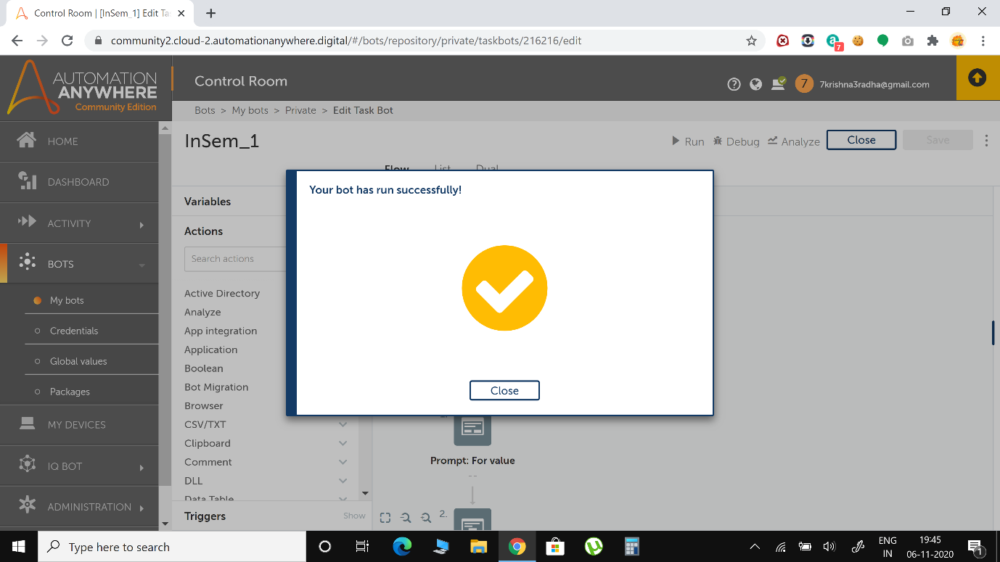 Control Room | [InSem_1] Edit Ta
community2.cloud-2.automationanywhere.digital/#/bots/repository/private/taskbots/216216/edit
7
AUTOMATION
ANYWHERE
Community Edition
Control Room
7
7krishna3radha@gmail.com
Bots > My bots > Private > Edit Task Bot
HOME
DASHBOARD
ACTIVITY
BOTS
My bots
Credentials
Global values
Packages
MY DEVICES
IQ BOT
ADMINISTRATION
InSem_1
Run Debug Analyze Close Save
Flow List Dual
Variables
Actions
Search actions
Active Directory
Analyze
App integration
Application
Boolean
Bot Migration
Browser
CSV/TXT
Clipboard
Comment
DLL
Data Table
Triggers Show
Your bot has run successfully!
Close
Prompt: For value
--
2.
Type here to search
ENG
IN
19:45
06-11-2020
1